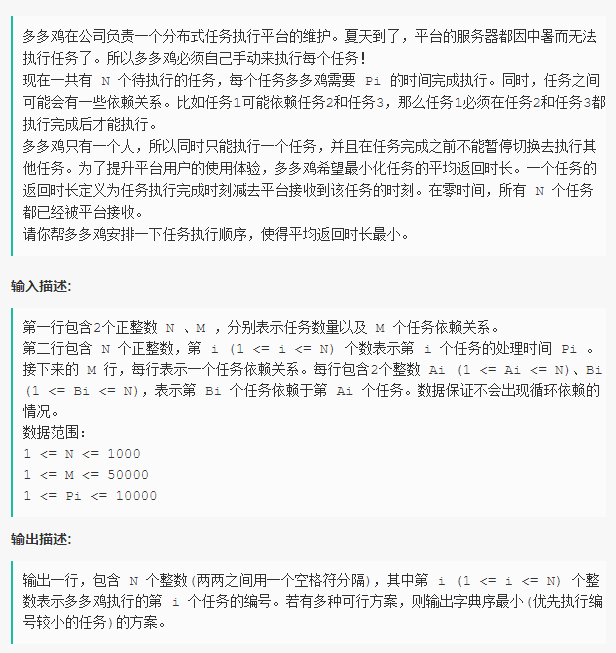 多多鸡在公司负责一个分布式任务执行平台的维护。夏天到了，平台的服务器都因中暑而无法
执行任务了。所以多多鸡必须自己手动来执行每个任务!
现在一共有 N 个待执行的任务，每个任务多多鸡需要 Pi 的时间完成执行。同时，任务之间
可能会有一些依赖关系。比如任务1可能依赖任务2和任务3，那么任务1必须在任务2和任务3都
执行完成后才能执行。
多多鸡只有一个人，所以同时只能执行一个任务，并且在任务完成之前不能暂停切换去执行其
他任务。为了提升平台用户的使用体验，多多鸡希望最小化任务的平均返回时长。一个任务的
返回时长定义为任务执行完成时刻减去平台接收到该任务的时刻。在零时间，所有 N 个任务
都已经被平台接收。
请你帮多多鸡安排一下任务执行顺序，使得平均返回时长最小。
输入描述:
第一行包含2个正整数 N 、M ，分别表示任务数量以及 M 个任务依赖关系。
第二行包含 N 个正整数，第 i (1 <= i <= N) 个数表示第 i 个任务的处理时间 Pi 。
接下来的 M 行，每行表示一个任务依赖关系。每行包含2个整数 Ai (1 <= Ai <= N)、Bi
(1 <= Bi <= N)，表示第 Bi 个任务依赖于第 Ai 个任务。数据保证不会出现循环依赖的
情况。
数据范围:
1 <= N <= 1000
1 <= M <= 50000
1 <= Pi <= 10000
输出描述:
输出一行，包含 N 个整数(两两之间用一个空格符分隔)，其中第 i (1 <= i <= N) 个整
数表示多多鸡执行的第 i 个任务的编号。若有多种可行方案，则输出字典序最小(优先执行编
号较小的任务)的方案。